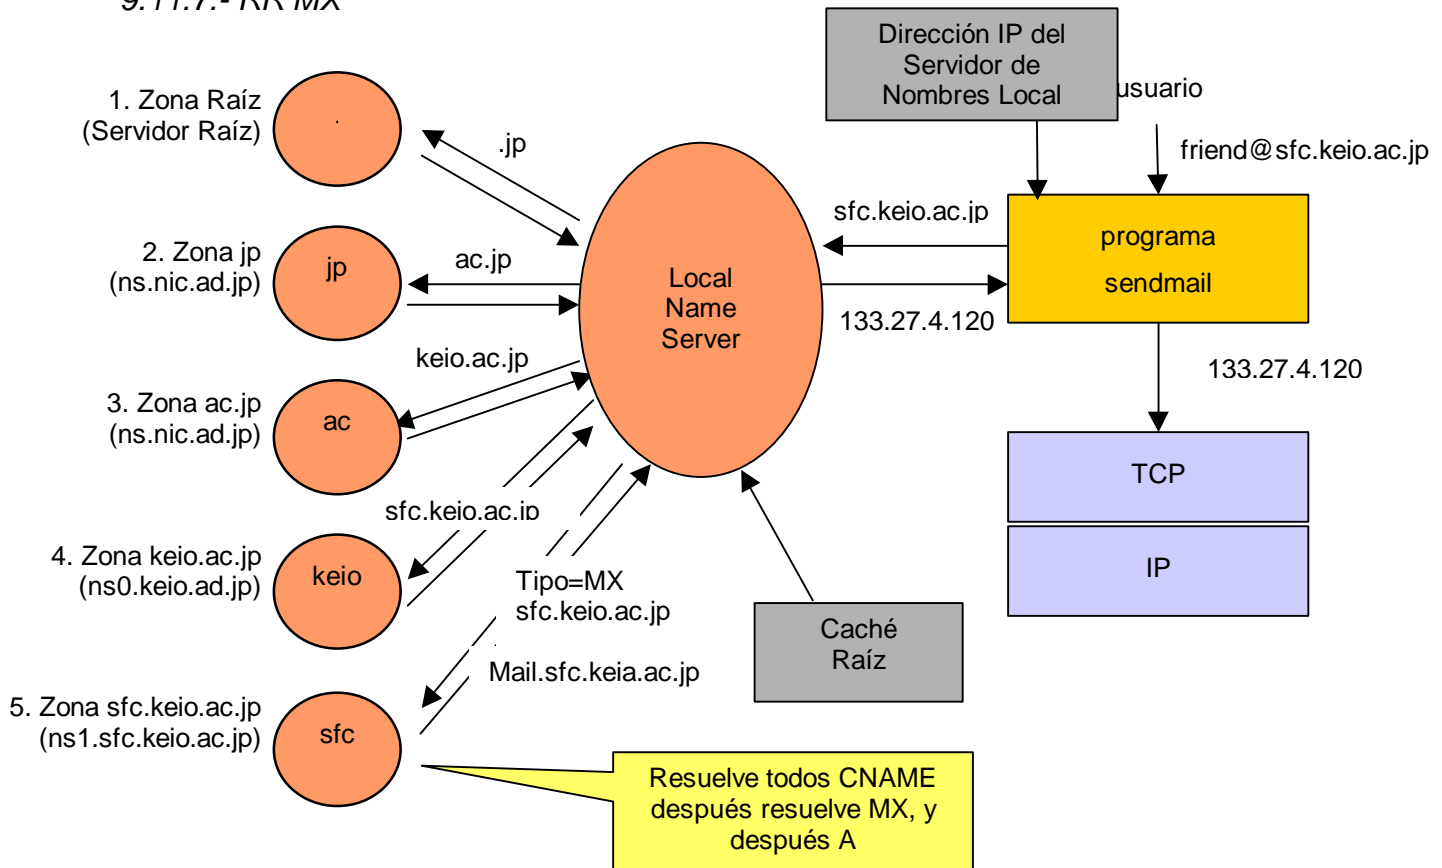 9.11.7.- RR MX
Dirección IP del
Servidor de
Nombres Local
usuario
friend@sfc.keio.ac.jp
1. Zona Raíz
(Servidor Raíz)
.
.jp
2. Zona jp
(ns.nic.ad.jp)
jp
ac.jp
3. Zona ac.jp
(ns.nic.ad.jp)
ac
keio.ac.jp
4. Zona keio.ac.jp
(ns0.keio.ad.jp)
keio
sfc.keio.ac.jp
5. Zona sfc.keio.ac.jp
(ns1.sfc.keio.ac.jp)
sfc
Tipo=MX
sfc.keio.ac.jp
Mail.sfc.keia.ac.jp
Local
Name
Server
sfc.keio.ac.jp
133.27.4.120
programa
sendmail
133.27.4.120
TCP
IP
Caché
Raíz
Resuelve todos CNAME
después resuelve MX, y
después A